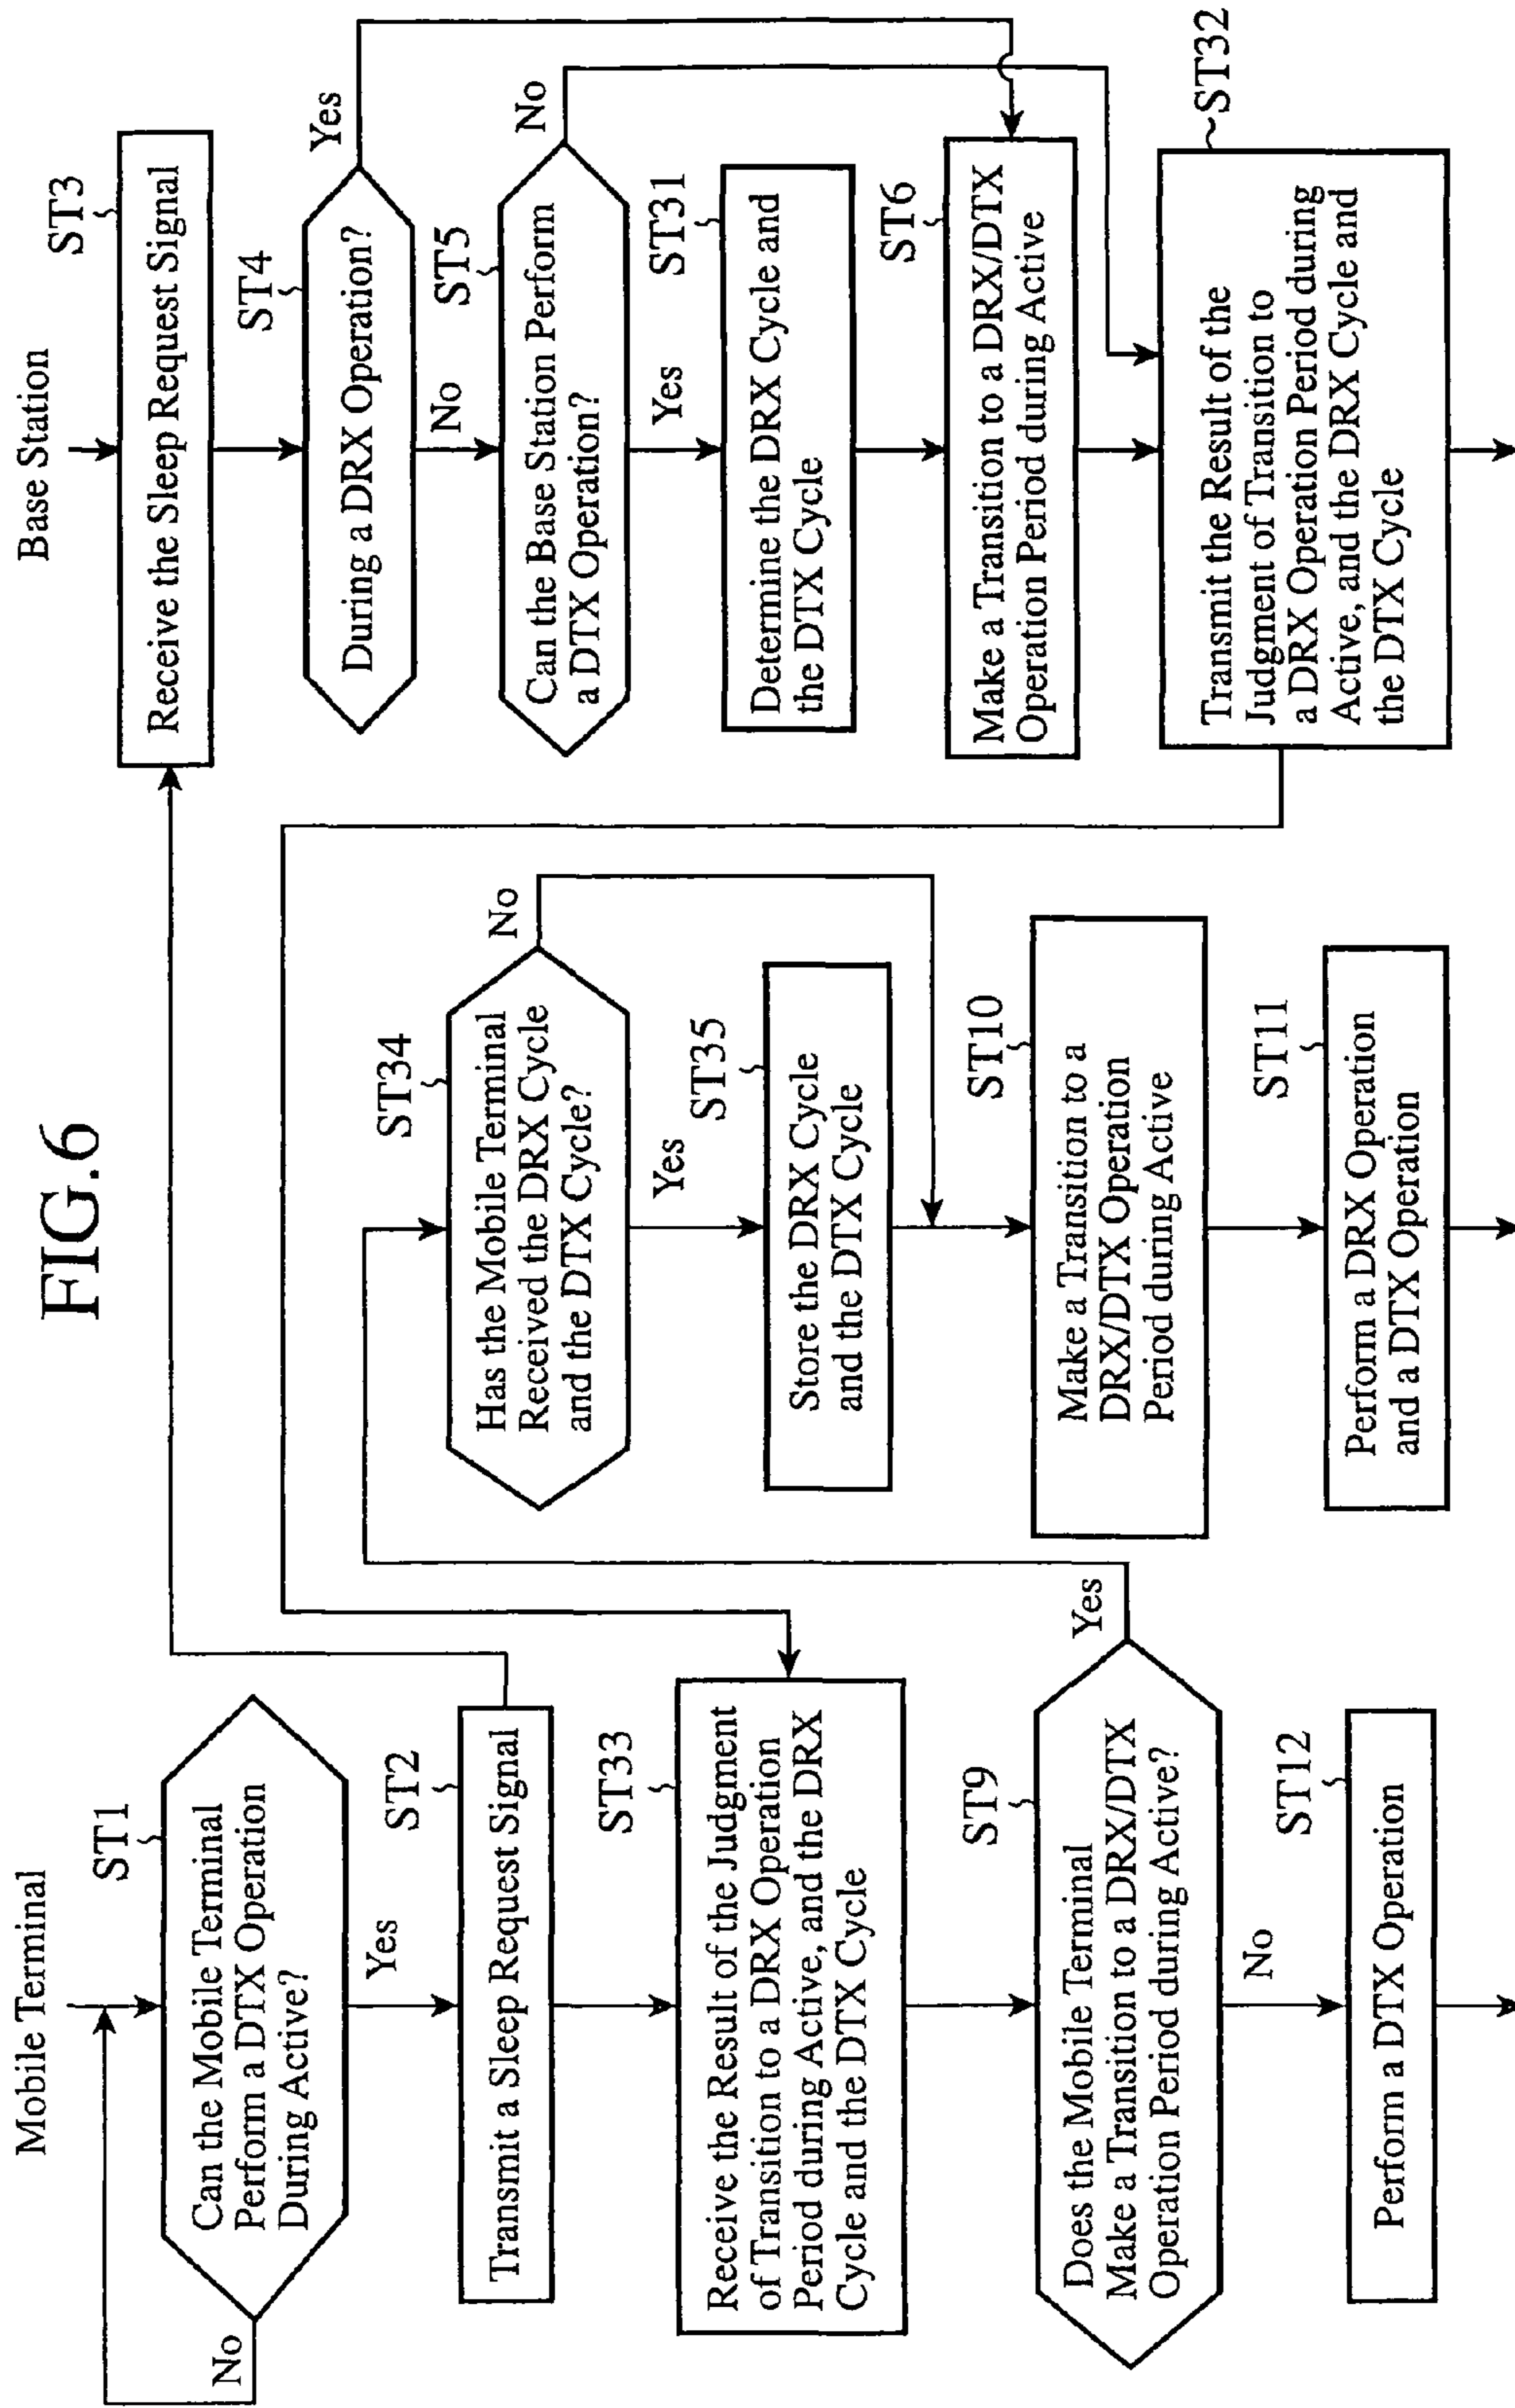 FIG.6
Mobile Terminal
ST1
Can the Mobile Terminal
Perform a DTX Operation
During Active?
No
Yes
ST2
Transmit a Sleep Request Signal
ST33
Receive the Result of the Judgment
of Transition to a DRX Operation
Period during Active, and the DRX
Cycle and the DTX Cycle
ST9
Does the Mobile Terminal
Make a Transition to a DRX/DTX
Operation Period during Active?
Yes
No
ST12
Perform a DTX Operation
ST34
Has the Mobile Terminal
Received the DRX Cycle
and the DTX Cycle?
No
Yes
ST35
Store the DRX Cycle
and the DTX Cycle
ST10
Make a Transition to a
DRX/DTX Operation
Period during Active
ST11
Perform a DRX Operation
and a DTX Operation
Base Station
ST3
Receive the Sleep Request Signal
ST4
During a DRX Operation?
Yes
No
ST5
Can the Base Station Perform
a DTX Operation?
No
Yes
ST31
Determine the DRX Cycle and
the DTX Cycle
ST6
Make a Transition to a DRX/DTX
Operation Period during Active
ST32
Transmit the Result of the
Judgment of Transition to
a DRX Operation Period during
Active, and the DRX Cycle and
the DTX Cycle